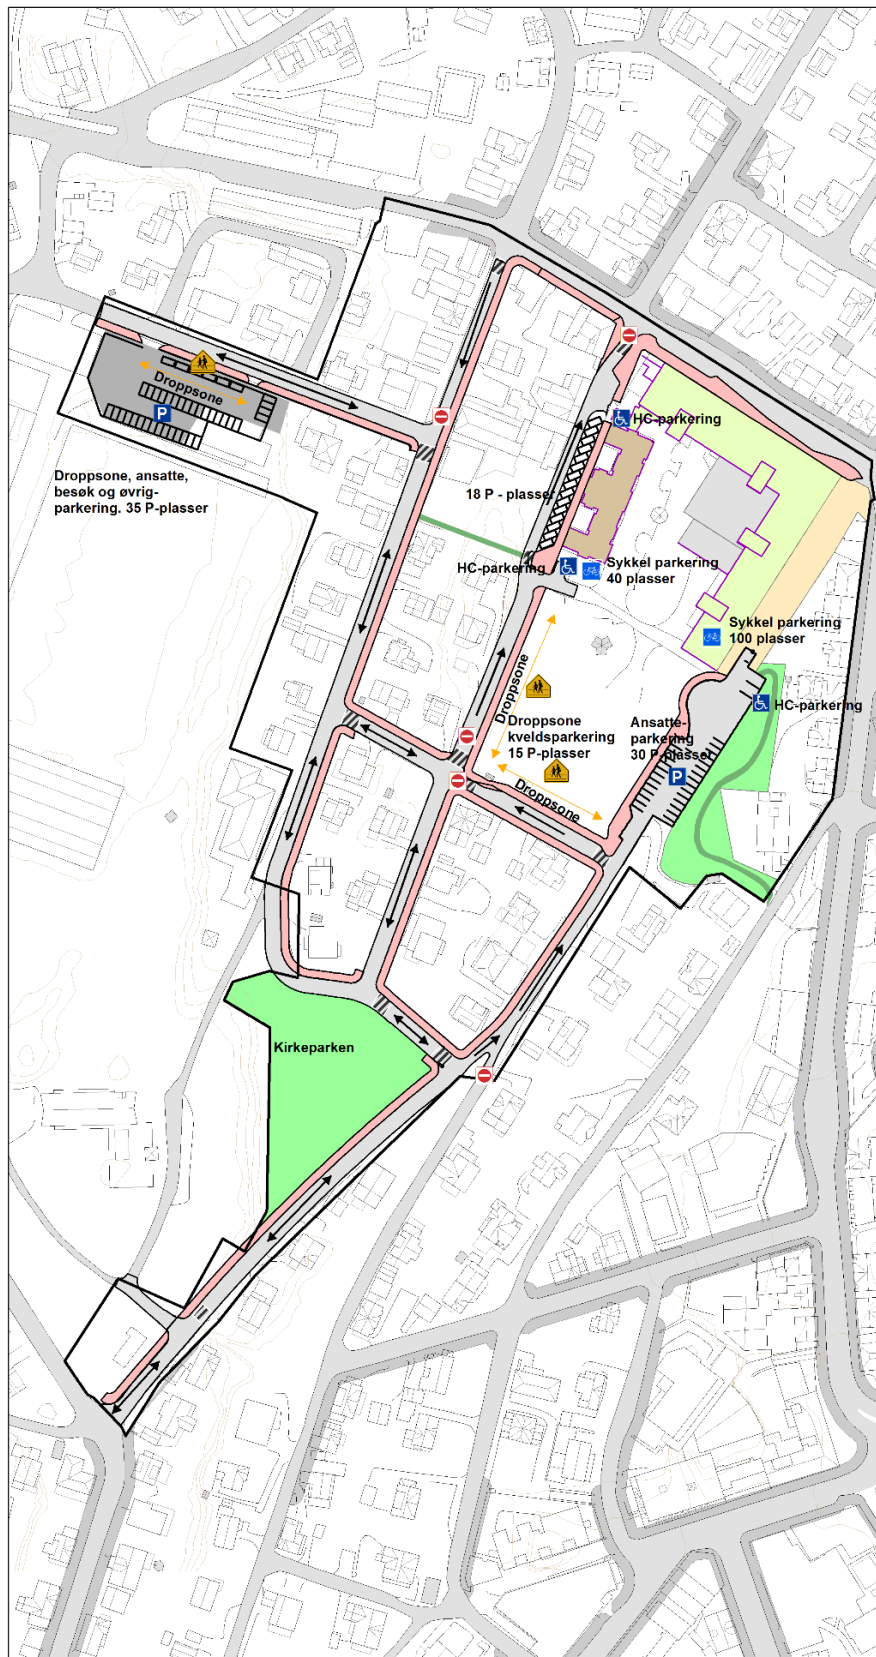 Droppsone
P
Droppsone, ansatte,
besøk og øvrig-
parkering. 35 P-plasser
HC-parkering
18 P - plasser
HC-parkering
Sykkel parkering
40 plasser
Sykkel parkering
100 plasser
Droppsone
HC-parkering
Droppsone
kveldsparkering
15 P-plasser
Ansatte-
parkering
30 P-plasser
P
Droppsone
Kirkeparken